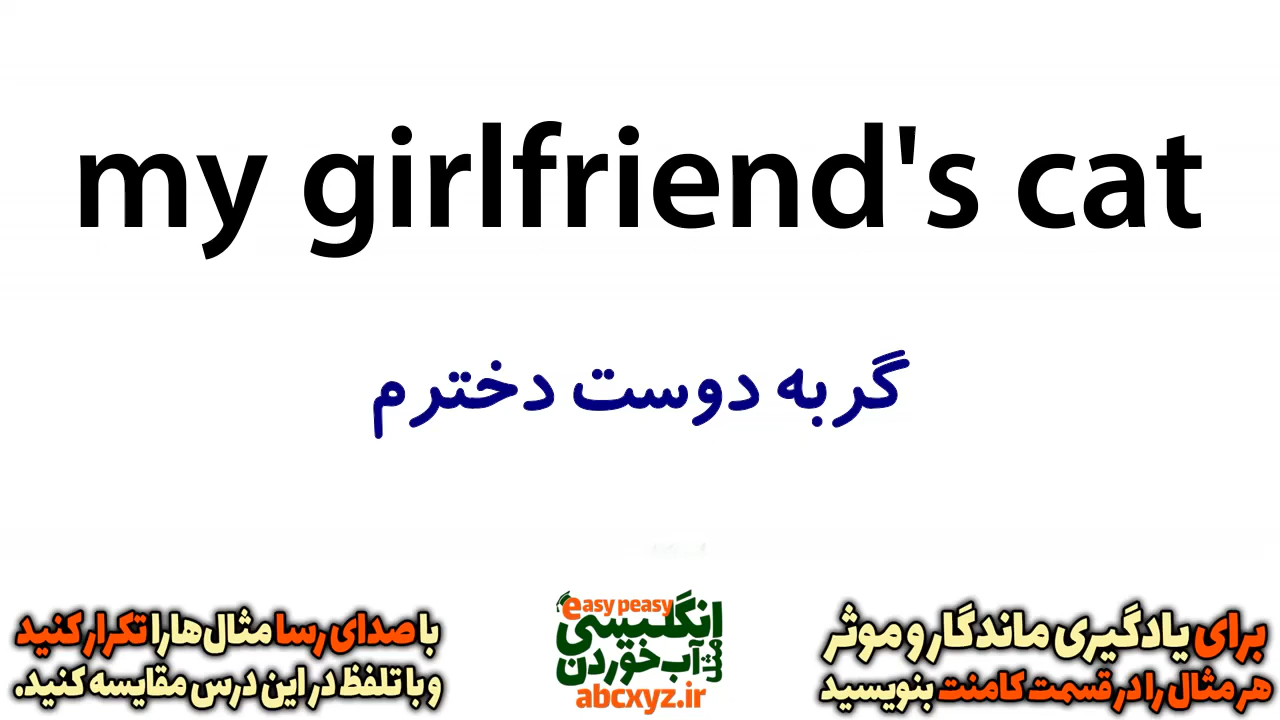 my girlfriend's cat
گربه دوست دخترم
برای یادگیری ماندگار و موثر
هر مثال را در قسمت کامنت بنویسید
easy peasy
انگلیسی
مثل
آب خوردن
abcxyz.ir
با صدای رسا مثال‌ها را تکرار کنید
و با تلفظ در این درس مقایسه کنید.